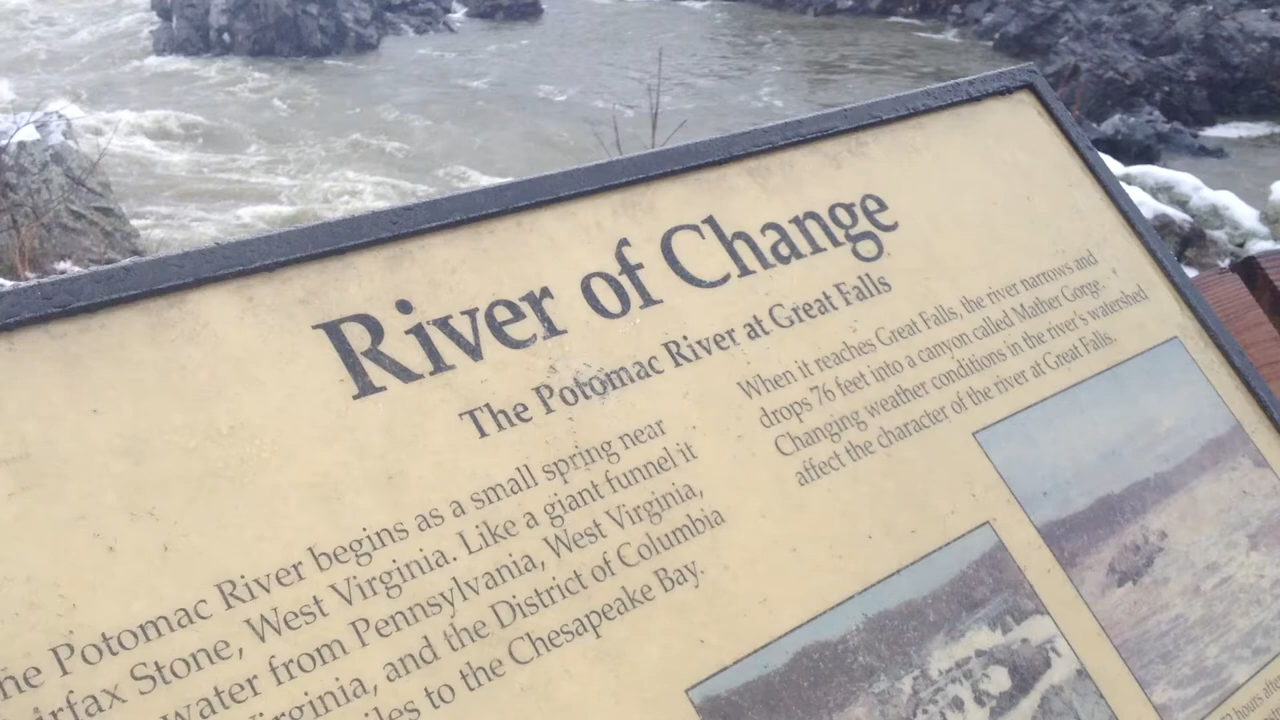 River of Change
The Potomac River at Great Falls
he Potomac River begins as a small spring near
irfax Stone, West Virginia. Like a giant funnel it
water from Pennsylvania, West Virginia,
irginia, and the District of Columbia
iles to the Chesapeake Bay.
When it reaches Great Falls, the river narrows and
drops 76 feet into a canyon called Mather Gorge.
Changing weather conditions in the river's watershed
affect the character of the river at Great Falls.
hours